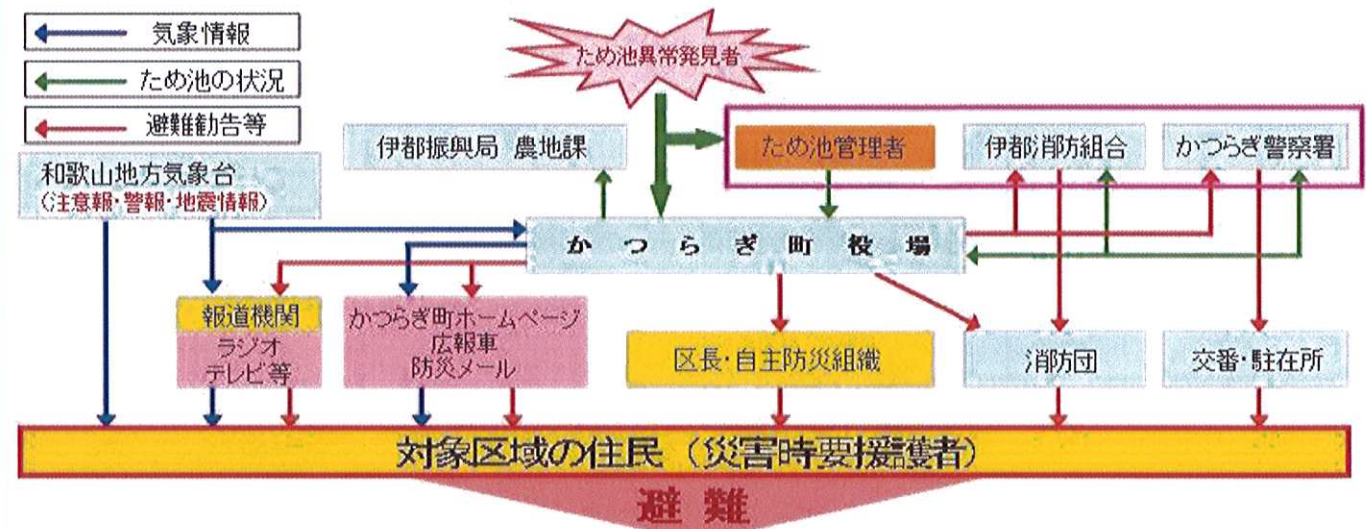 気象情報
ため池の状況
避難勧告等
ため池異常発見者
伊都振興局 農地課
ため池管理者
伊都消防組合
かつらぎ警察署
和歌山地方気象台
(注意報・警報・地震情報)
かつらぎ町役場
報道機関
ラジオ
テレビ等
かつらぎ町ホームページ
広報車
防災メール
区長・自主防災組織
消防団
交番・駐在所
対象区域の住民(災害時要援護者)
避難